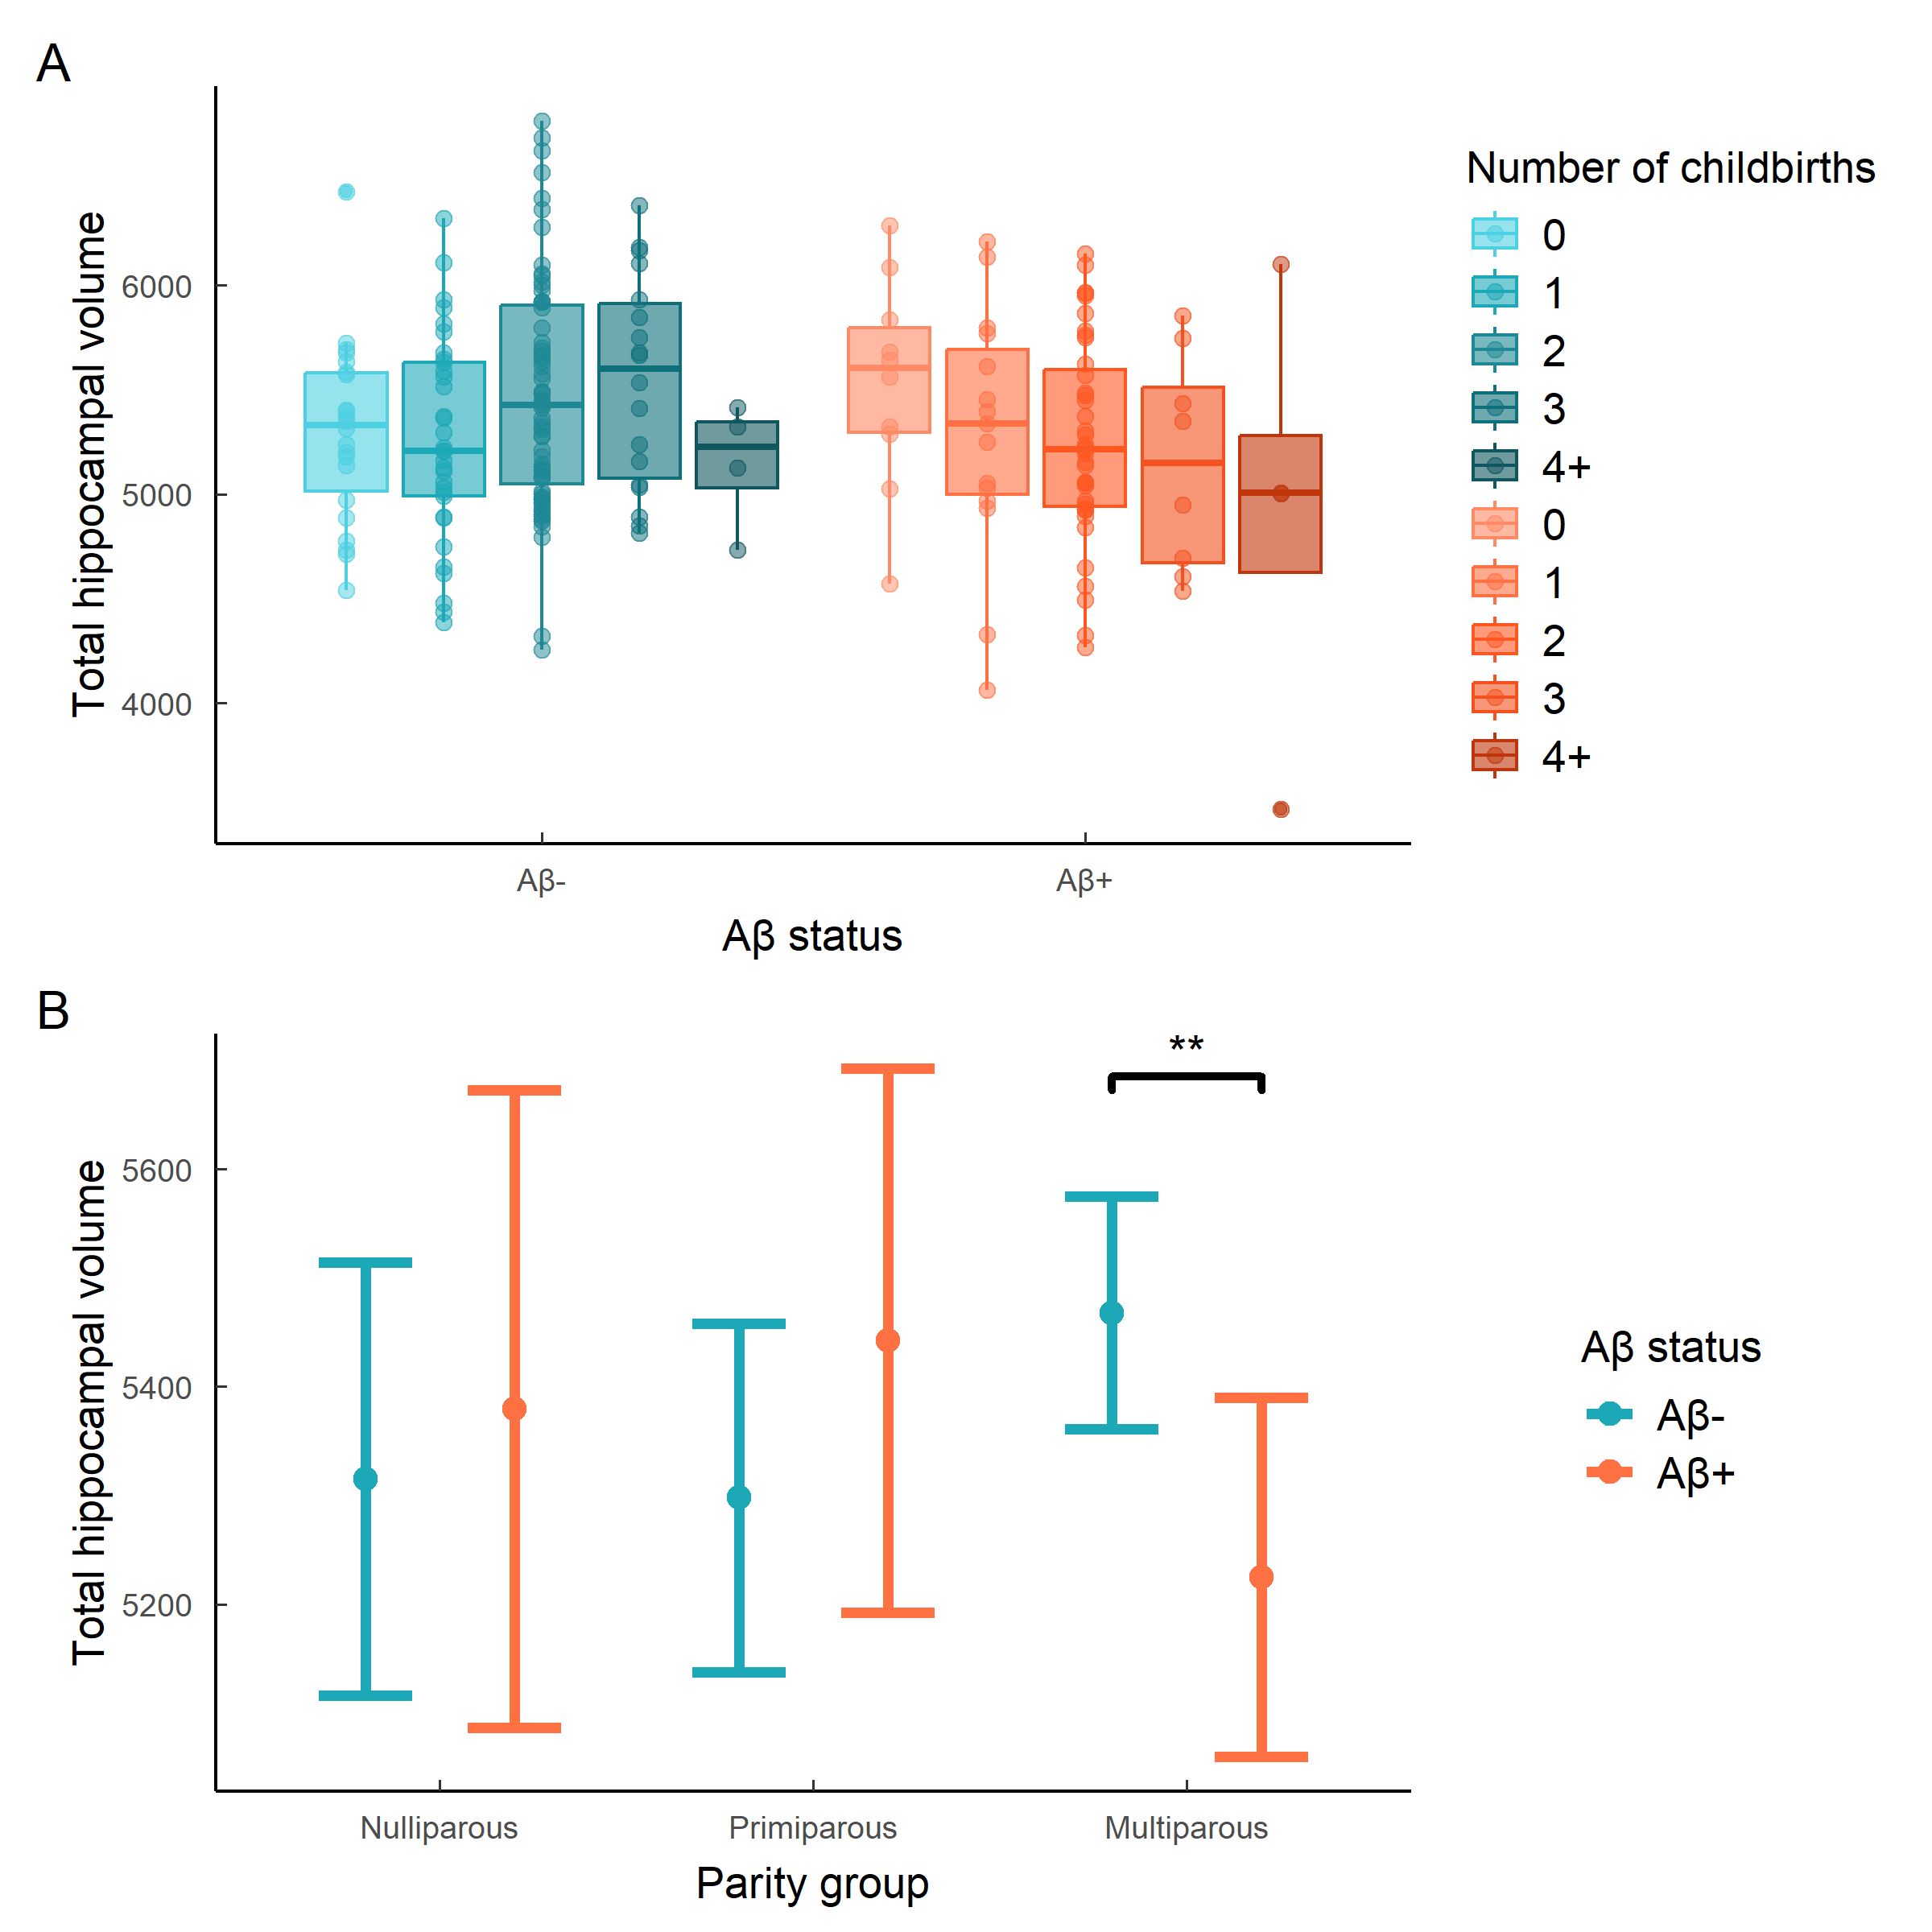 A
Total hippocampal volume
6000
5000
4000
Aβ-
Aβ+
Aβ status
Number of childbirths
0
1
2
3
4+
0
1
2
3
4+
B
Total hippocampal volume
5600
5400
5200
**
Nulliparous
Primiparous
Multiparous
Parity group
Aβ status
Aβ-
Aβ+